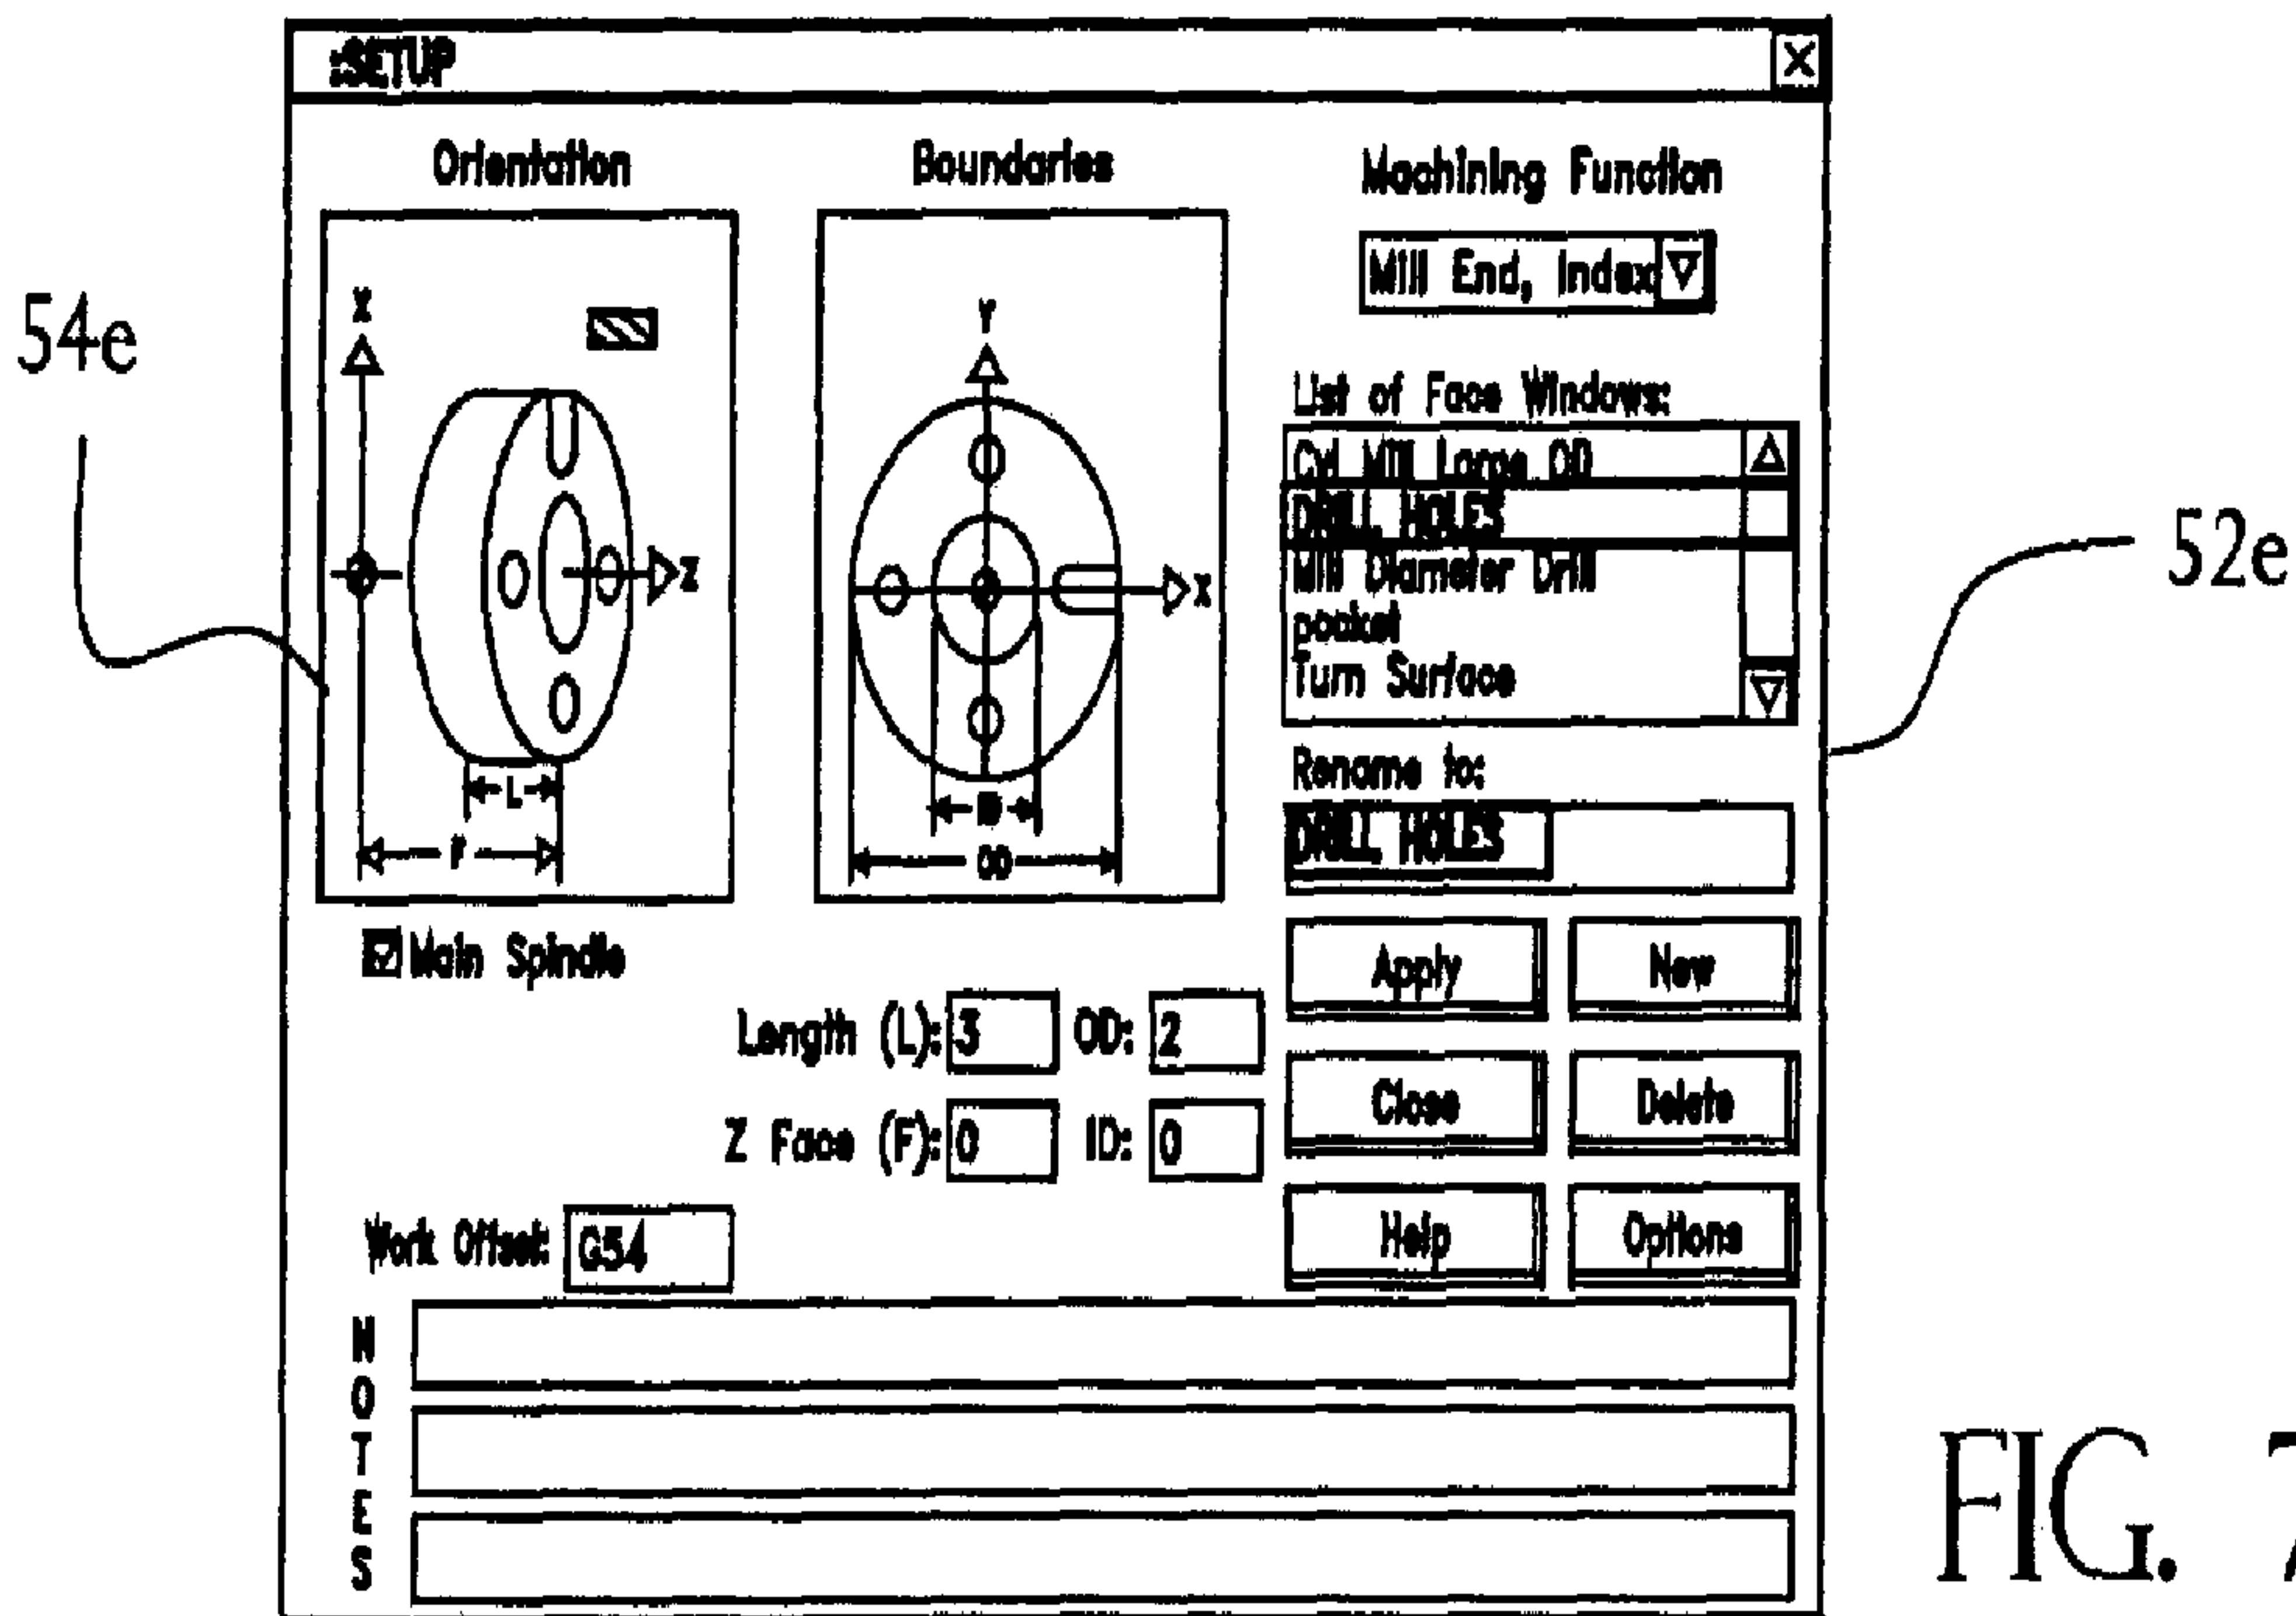 SETUP X
Orientation Boundaries Machining Function
Mill End, Index
X
Z
L
F
Y
X
ID
OD
54e
52e
List of Face Windows:
Cyl Mill Large OD
DRILL HOLES
Mill Diameter Drill
pocket
Turn Surface
Rename to:
DRILL HOLES
Main Spindle
Apply New
Length (L): 3 OD: 2
Close Delete
Z Face (F): 0 ID: 0
Help Options
Work Offset: G54
NOTES
FIG. 7